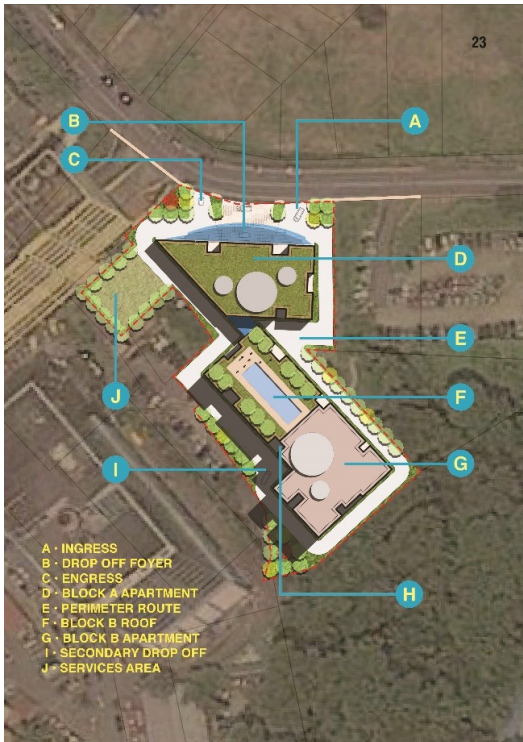 23
B
A
C
D
E
J
F
I
G
H
A · INGRESS
B · DROP OFF FOYER
C · ENGRESS
D · BLOCK A APARTMENT
E · PERIMETER ROUTE
F · BLOCK B ROOF
G · BLOCK B APARTMENT
I · SECONDARY DROP OFF
J · SERVICES AREA